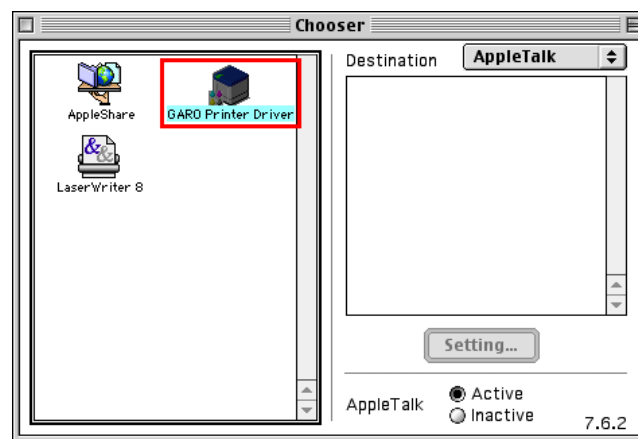 Chooser
AppleShare
GARO Printer Driver
LaserWriter 8
Destination AppleTalk
Setting...
AppleTalk
Active
Inactive
7.6.2